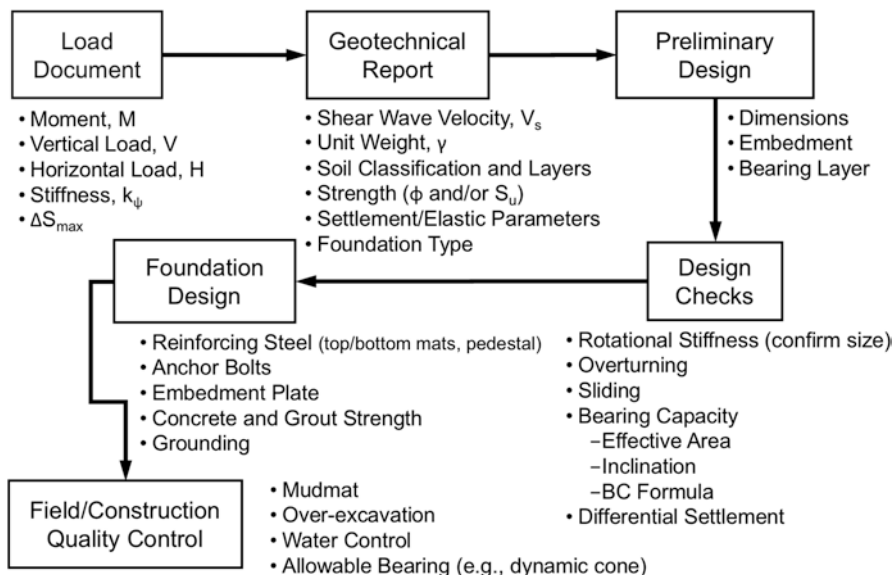 Load
Document
Geotechnical
Report
Preliminary
Design
• Moment, M
• Vertical Load, V
• Horizontal Load, H
• Stiffness, kψ
• ΔSmax
• Shear Wave Velocity, Vs
• Unit Weight, γ
• Soil Classification and Layers
• Strength (ϕ and/or Su)
• Settlement/Elastic Parameters
• Foundation Type
• Dimensions
• Embedment
• Bearing Layer
Design
Checks
• Rotational Stiffness (confirm size)
• Overturning
• Sliding
• Bearing Capacity
–Effective Area
–Inclination
–BC Formula
• Differential Settlement
Foundation
Design
• Reinforcing Steel (top/bottom mats, pedestal)
• Anchor Bolts
• Embedment Plate
• Concrete and Grout Strength
• Grounding
Field/Construction
Quality Control
• Mudmat
• Over-excavation
• Water Control
• Allowable Bearing (e.g., dynamic cone)